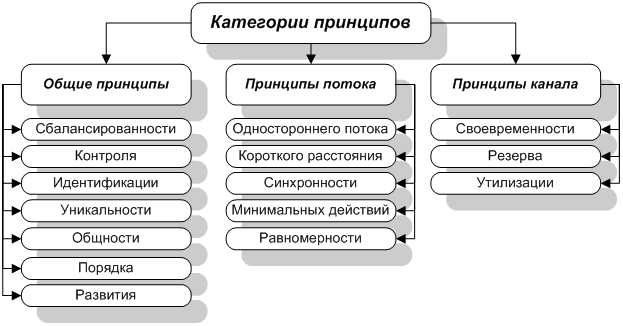 Категории принципов
Общие принципы
Сбалансированности
Контроля
Идентификации
Уникальности
Общности
Порядка
Развития
Принципы потока
Одностороннего потока
Короткого расстояния
Синхронности
Минимальных действий
Равномерности
Принципы канала
Своевременности
Резерва
Утилизации